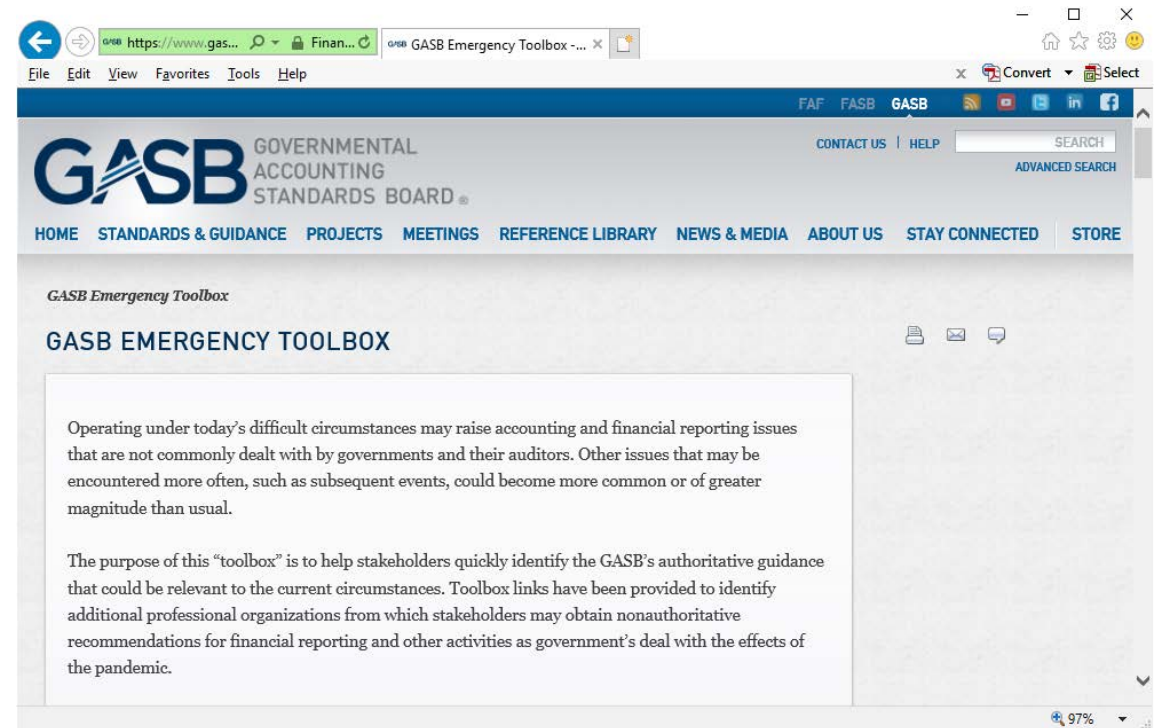 https://www.gas... Finan... GASB Emergency Toolbox -...
File Edit View Favorites Tools Help
Convert Select
FAF FASB GASB
GASB GOVERNMENTAL
ACCOUNTING
STANDARDS BOARD ®
CONTACT US | HELP SEARCH
ADVANCED SEARCH
HOME STANDARDS & GUIDANCE PROJECTS MEETINGS REFERENCE LIBRARY NEWS & MEDIA ABOUT US STAY CONNECTED STORE
GASB Emergency Toolbox
GASB EMERGENCY TOOLBOX
Operating under today's difficult circumstances may raise accounting and financial reporting issues
that are not commonly dealt with by governments and their auditors. Other issues that may be
encountered more often, such as subsequent events, could become more common or of greater
magnitude than usual.
The purpose of this “toolbox” is to help stakeholders quickly identify the GASB's authoritative guidance
that could be relevant to the current circumstances. Toolbox links have been provided to identify
additional professional organizations from which stakeholders may obtain nonauthoritative
recommendations for financial reporting and other activities as government's deal with the effects of
the pandemic.
97%